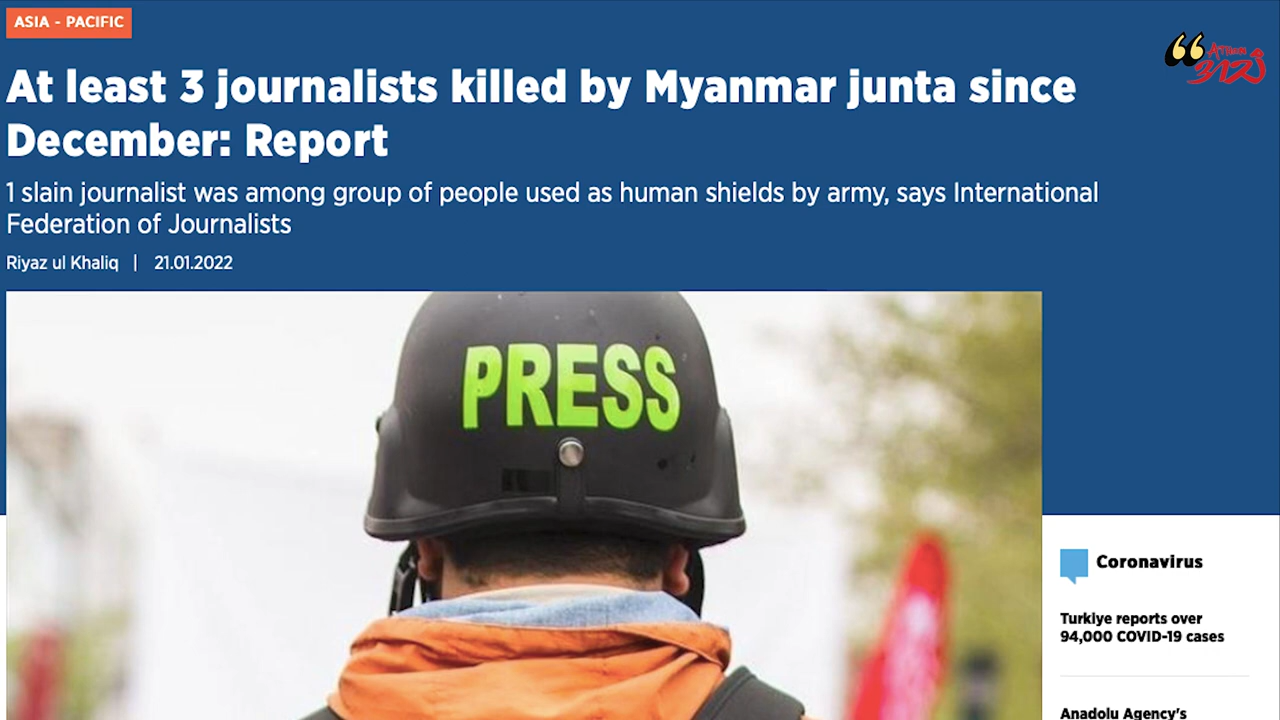 ASIA - PACIFIC
At least 3 journalists killed by Myanmar junta since
December: Report
1 slain journalist was among group of people used as human shields by army, says International
Federation of Journalists
Riyaz ul Khaliq | 21.01.2022
PRESS
Coronavirus
Turkiye reports over
94,000 COVID-19 cases
Anadolu Agency's